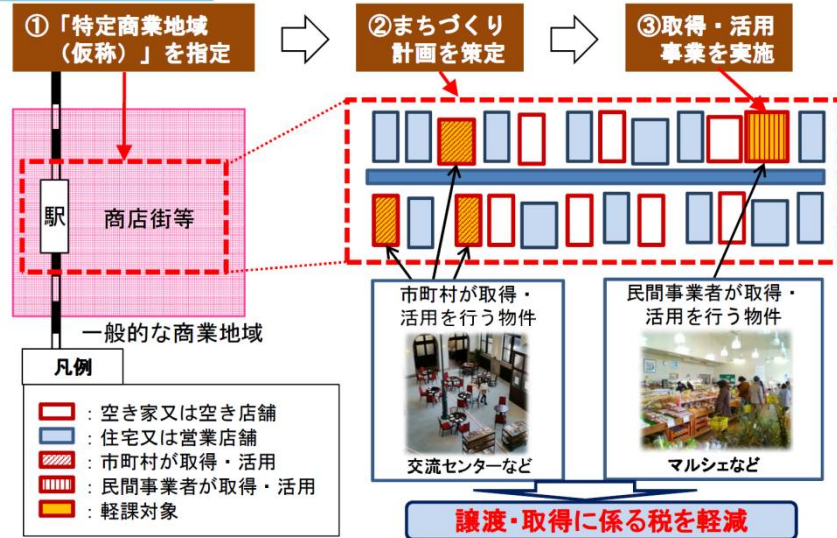 ①「特定商業地域
（仮称）」を指定
②まちづくり
計画を策定
③取得・活用
事業を実施
駅
商店街等
一般的な商業地域
市町村が取得・
活用を行う物件
交流センターなど
民間事業者が取得・
活用を行う物件
マルシェなど
凡例
：空き家又は空き店舗
：住宅又は営業店舗
：市町村が取得・活用
：民間事業者が取得・活用
：軽課対象
譲渡・取得に係る税を軽減